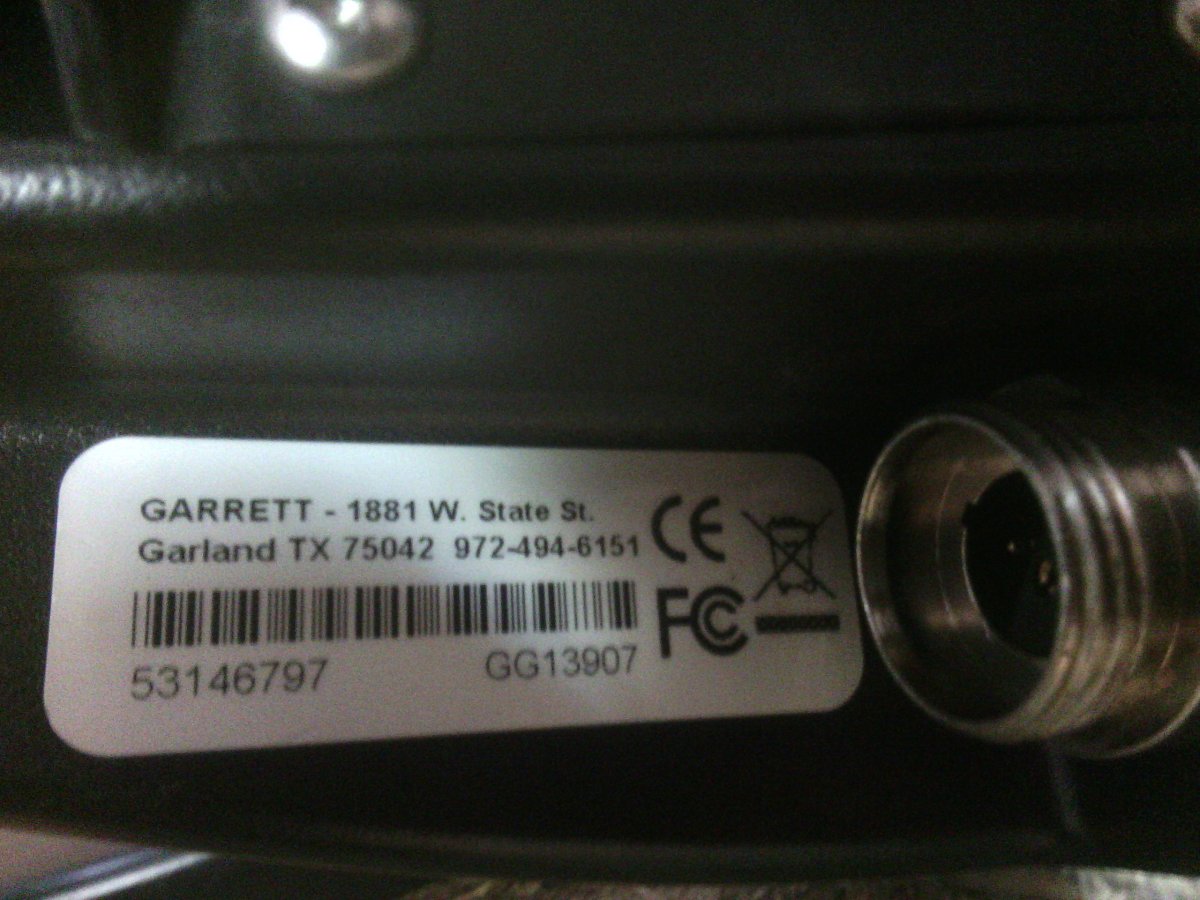 GARRETT - 1881 W. State St.
Garland TX 75042 972-494-6151
CE
FC
53146797
GG13907